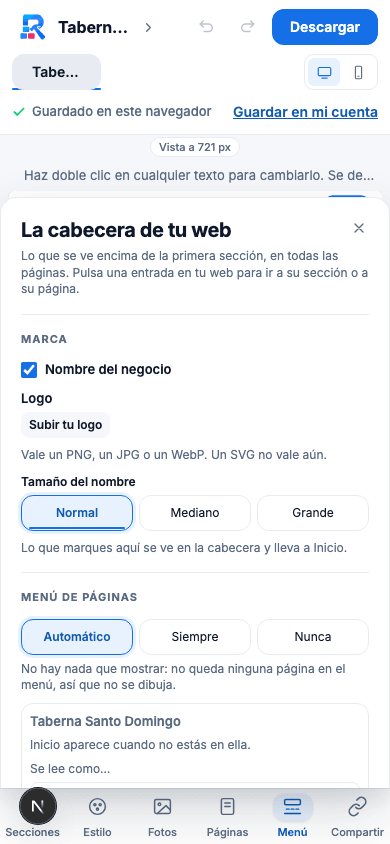 Tabern...
Descargar
Tabe...
Guardado en este navegador
Guardar en mi cuenta
Vista a 721 px
Haz doble clic en cualquier texto para cambiarlo. Se de...
La cabecera de tu web
Lo que se ve encima de la primera sección, en todas las
páginas. Pulsa una entrada en tu web para ir a su sección o a
su página.
MARCA
Nombre del negocio
Logo
Subir tu logo
Vale un PNG, un JPG o un WebP. Un SVG no vale aún.
Tamaño del nombre
Normal
Mediano
Grande
Lo que marques aquí se ve en la cabecera y lleva a Inicio.
MENÚ DE PÁGINAS
Automático
Siempre
Nunca
No hay nada que mostrar: no queda ninguna página en el
menú, así que no se dibuja.
Taberna Santo Domingo
Inicio aparece cuando no estás en ella.
Se lee como...
N
Secciones
Estilo
Fotos
Páginas
Menú
Compartir